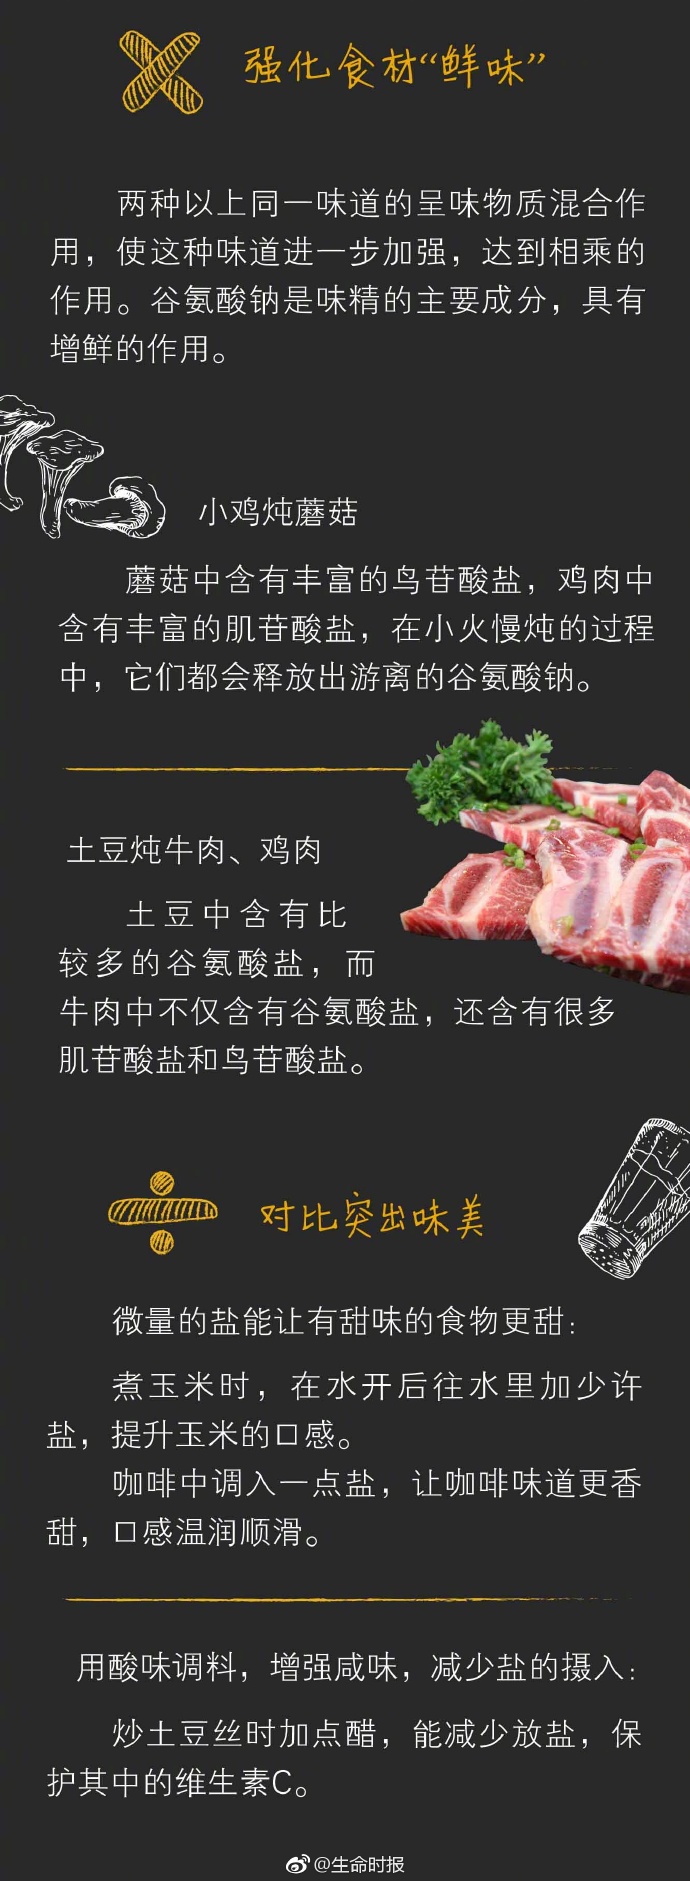 强化食材“鲜味”
两种以上同一味道的呈味物质混合作
用，使这种味道进一步加强，达到相乘的
作用。谷氨酸钠是味精的主要成分，具有
增鲜的作用。
小鸡炖蘑菇
蘑菇中含有丰富的鸟苷酸盐，鸡肉中
含有丰富的肌苷酸盐，在小火慢炖的过程
中，它们都会释放出游离的谷氨酸钠。
土豆炖牛肉、鸡肉
土豆中含有比
较多的谷氨酸盐，而
牛肉中不仅含有谷氨酸盐，还含有很多
肌苷酸盐和鸟苷酸盐。
对比突出味美
微量的盐能让有甜味的食物更甜：
煮玉米时，在水开后往水里加少许
盐，提升玉米的口感。
咖啡中调入一点盐，让咖啡味道更香
甜，口感温润顺滑。
用酸味调料，增强咸味，减少盐的摄入：
炒土豆丝时加点醋，能减少放盐，保
护其中的维生素C。
@生命时报